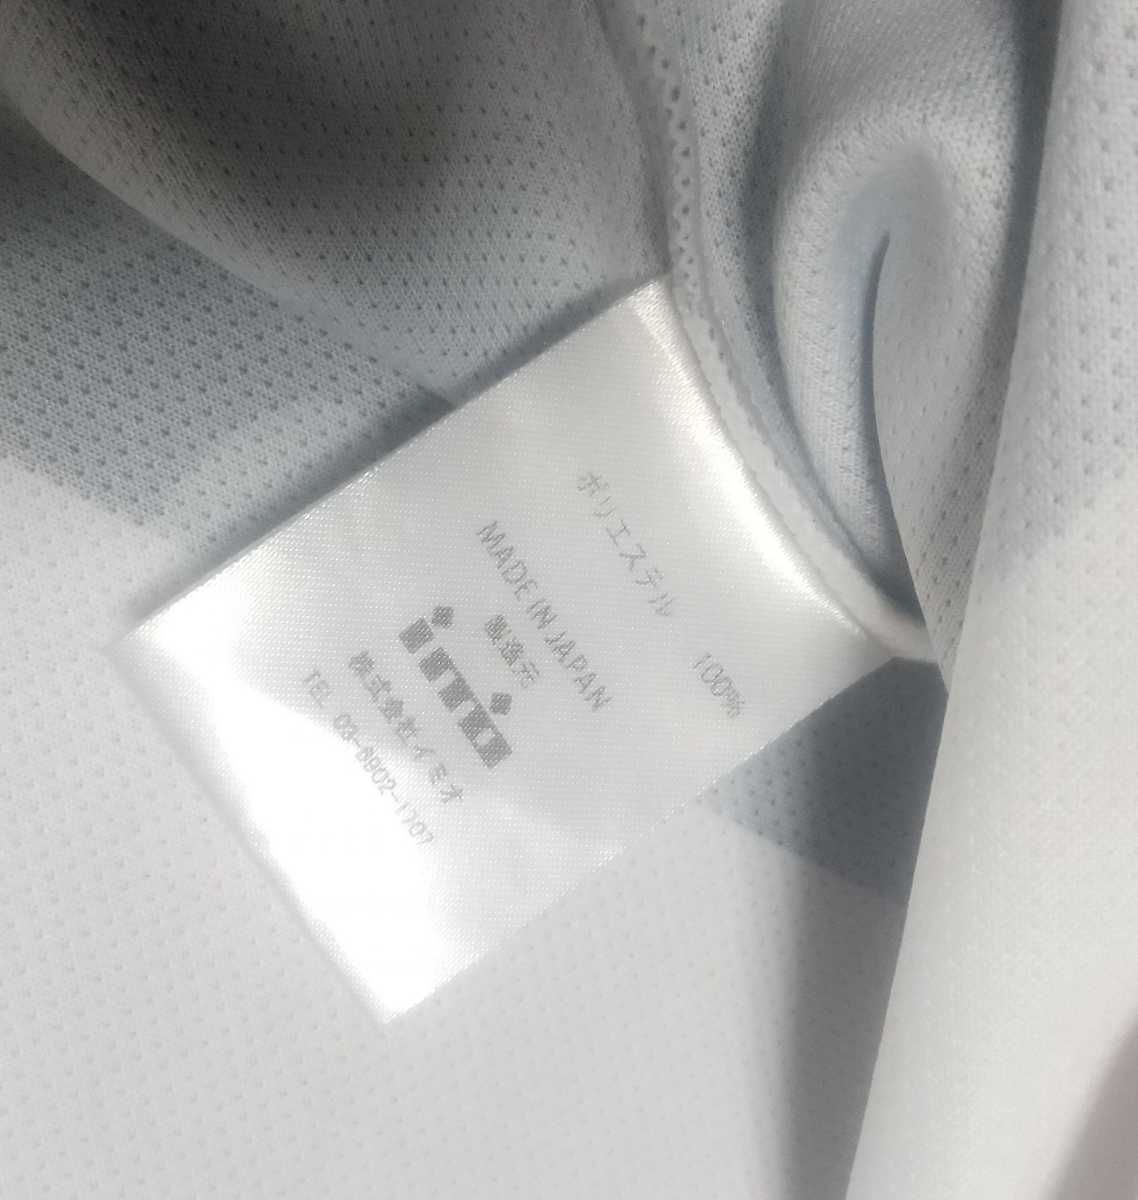 ポリエステル 100%
MADE IN JAPAN
製造元
imio
株式会社イミオ
TEL 03-6902-1707